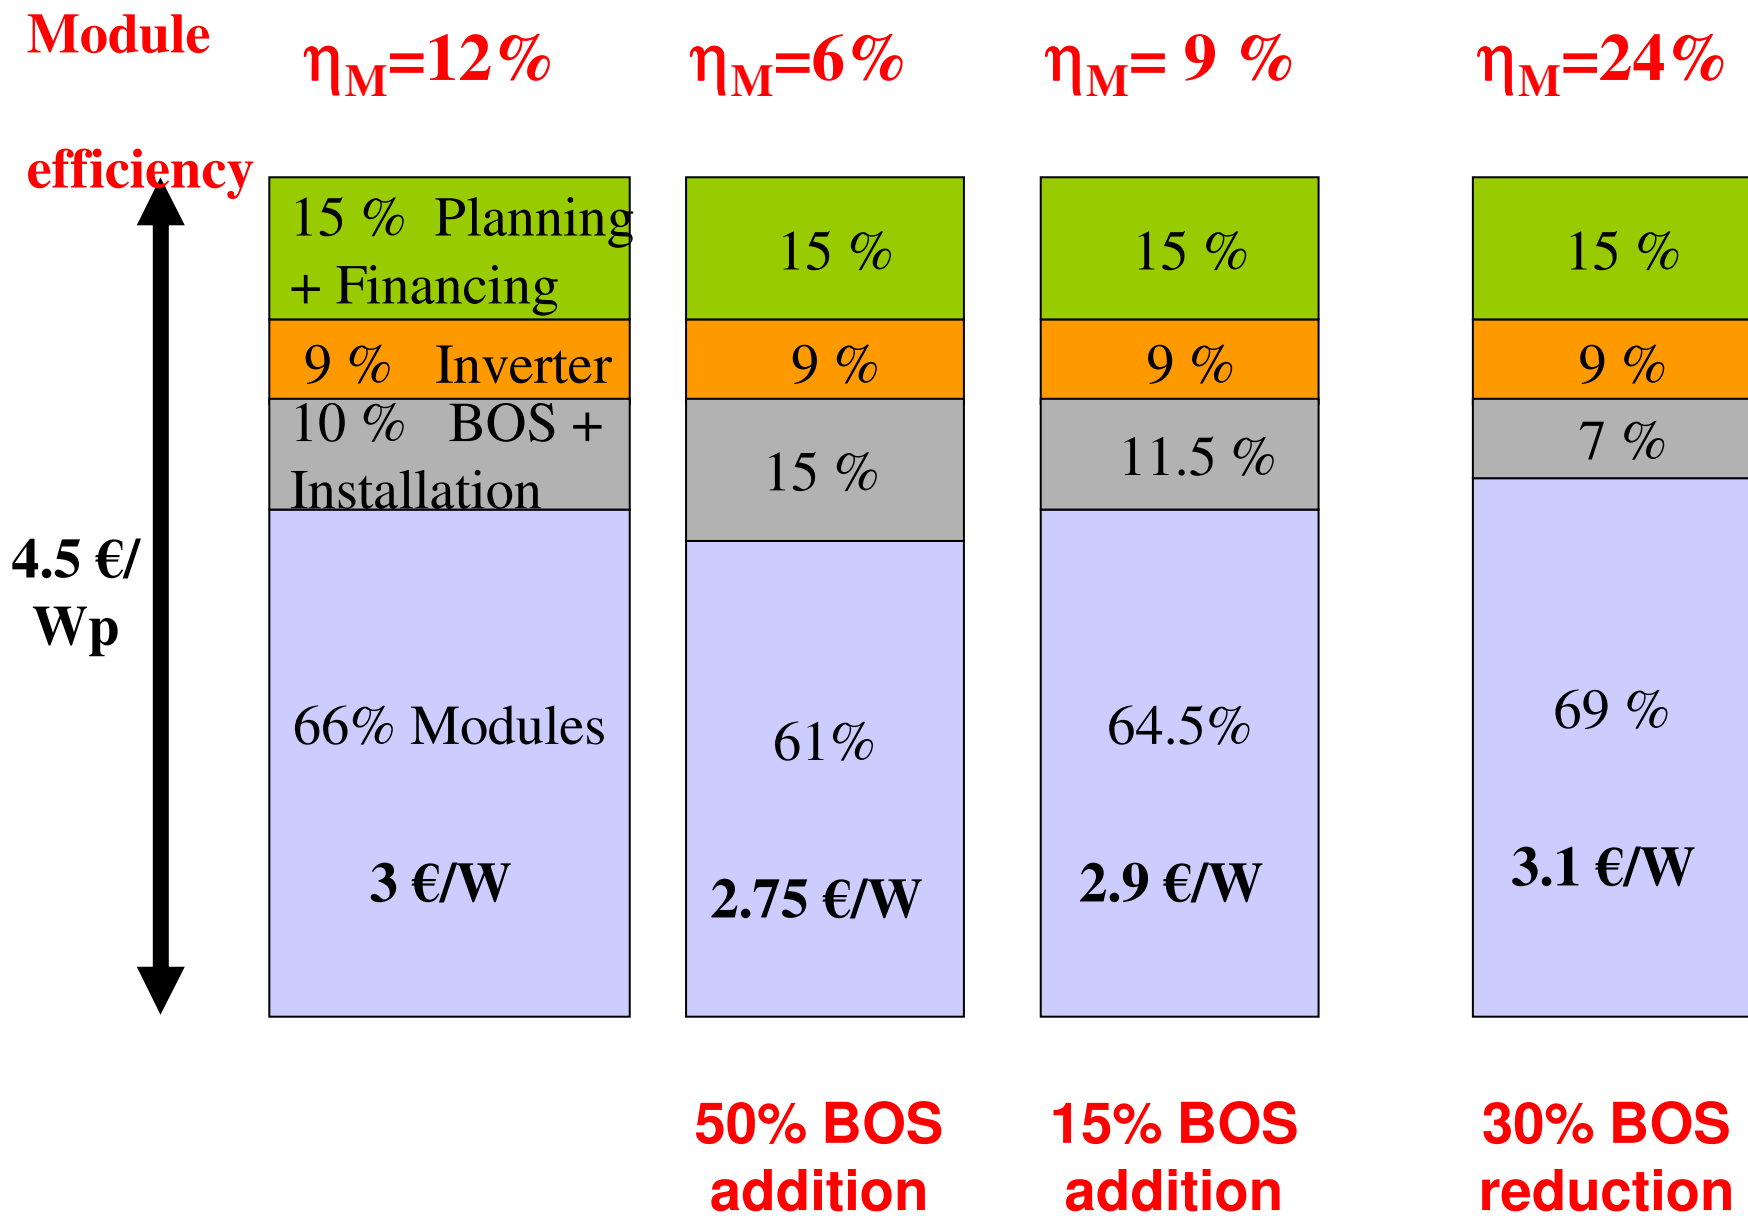 Module
efficiency
ηM=12%
ηM=6%
ηM= 9 %
ηM=24%
4.5 €/
Wp
15 % Planning
+ Financing
9 % Inverter
10 % BOS +
Installation
66% Modules
3 €/W
15 %
9 %
15 %
61%
2.75 €/W
50% BOS
addition
15 %
9 %
11.5 %
64.5%
2.9 €/W
15% BOS
addition
15 %
9 %
7 %
69 %
3.1 €/W
30% BOS
reduction